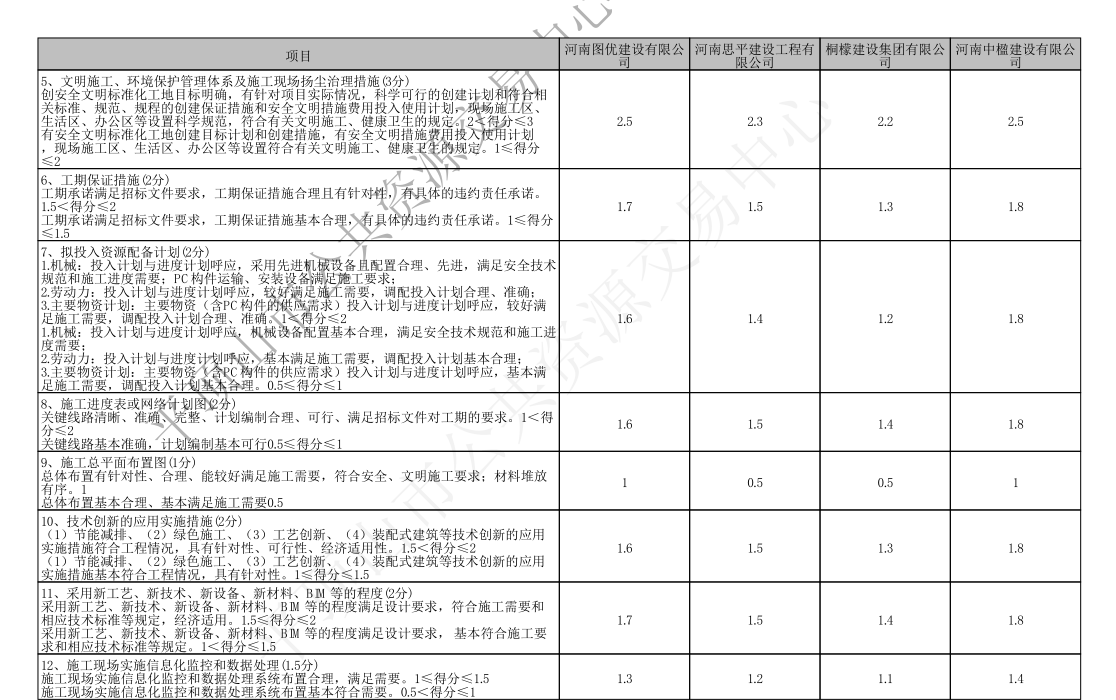 项目
河南图优建设有限公
司
河南思平建设工程有
限公司
桐檬建设集团有限公
司
河南中楹建设有限公
司
5、文明施工、环境保护管理体系及施工现场扬尘治理措施(3分)
创安全文明标准化工地目标明确，有针对项目实际情况，科学可行的创建计划和符合相
关标准、规范、规程的创建保证措施和安全文明措施费用投入使用计划，现场施工区、
生活区、办公区等设置科学规范，符合有关文明施工、健康卫生的规定。2＜得分≤3
有安全文明标准化工地创建目标计划和创建措施，有安全文明措施费用投入使用计划
，现场施工区、生活区、办公区等设置符合有关文明施工、健康卫生的规定。1≤得分
≤2
2.5
2.3
2.2
2.5
6、工期保证措施(2分)
工期承诺满足招标文件要求，工期保证措施合理且有针对性，有具体的违约责任承诺。
1.5＜得分≤2
工期承诺满足招标文件要求，工期保证措施基本合理，有具体的违约责任承诺。1≤得分
≤1.5
1.7
1.5
1.3
1.8
7、拟投入资源配备计划(2分)
1.机械：投入计划与进度计划呼应，采用先进机械设备且配置合理、先进，满足安全技术
规范和施工进度需要；PC构件运输、安装设备满足施工要求；
2.劳动力：投入计划与进度计划呼应，较好满足施工需要，调配投入计划合理、准确；
3.主要物资计划：主要物资（含PC构件的供应需求）投入计划与进度计划呼应，较好满
足施工需要，调配投入计划合理、准确。1＜得分≤2
1.机械：投入计划与进度计划呼应，机械设备配置基本合理，满足安全技术规范和施工进
度需要；
2.劳动力：投入计划与进度计划呼应，基本满足施工需要，调配投入计划基本合理；
3.主要物资计划：主要物资（含PC构件的供应需求）投入计划与进度计划呼应，基本满
足施工需要，调配投入计划基本合理。0.5≤得分≤1
1.6
1.4
1.2
1.8
8、施工进度表或网络计划图(2分)
关键线路清晰、准确、完整、计划编制合理、可行、满足招标文件对工期的要求。1＜得
分≤2
关键线路基本准确，计划编制基本可行0.5≤得分≤1
1.6
1.5
1.4
1.8
9、施工总平面布置图(1分)
总体布置有针对性、合理、能较好满足施工需要，符合安全、文明施工要求；材料堆放
有序。1
总体布置基本合理、基本满足施工需要0.5
1
0.5
0.5
1
10、技术创新的应用实施措施(2分)
（1）节能减排、（2）绿色施工、（3）工艺创新、（4）装配式建筑等技术创新的应用
实施措施符合工程情况，具有针对性、可行性、经济适用性。1.5＜得分≤2
（1）节能减排、（2）绿色施工、（3）工艺创新、（4）装配式建筑等技术创新的应用
实施措施基本符合工程情况，具有针对性。1≤得分≤1.5
1.6
1.5
1.3
1.8
11、采用新工艺、新技术、新设备、新材料、BIM 等的程度(2分)
采用新工艺、新技术、新设备、新材料、BIM 等的程度满足设计要求，符合施工需要和
相应技术标准等规定，经济适用。1.5≤得分≤2
采用新工艺、新技术、新设备、新材料、BIM 等的程度满足设计要求， 基本符合施工要
求和相应技术标准等规定。1＜得分≤1.5
1.7
1.5
1.4
1.8
12、施工现场实施信息化监控和数据处理(1.5分)
施工现场实施信息化监控和数据处理系统布置合理，满足需要。1≤得分≤1.5
施工现场实施信息化监控和数据处理系统布置基本符合需要。0.5＜得分≤1
1.3
1.2
1.1
1.4
平顶山市公共资源交易中心
山市公共资源交易中心